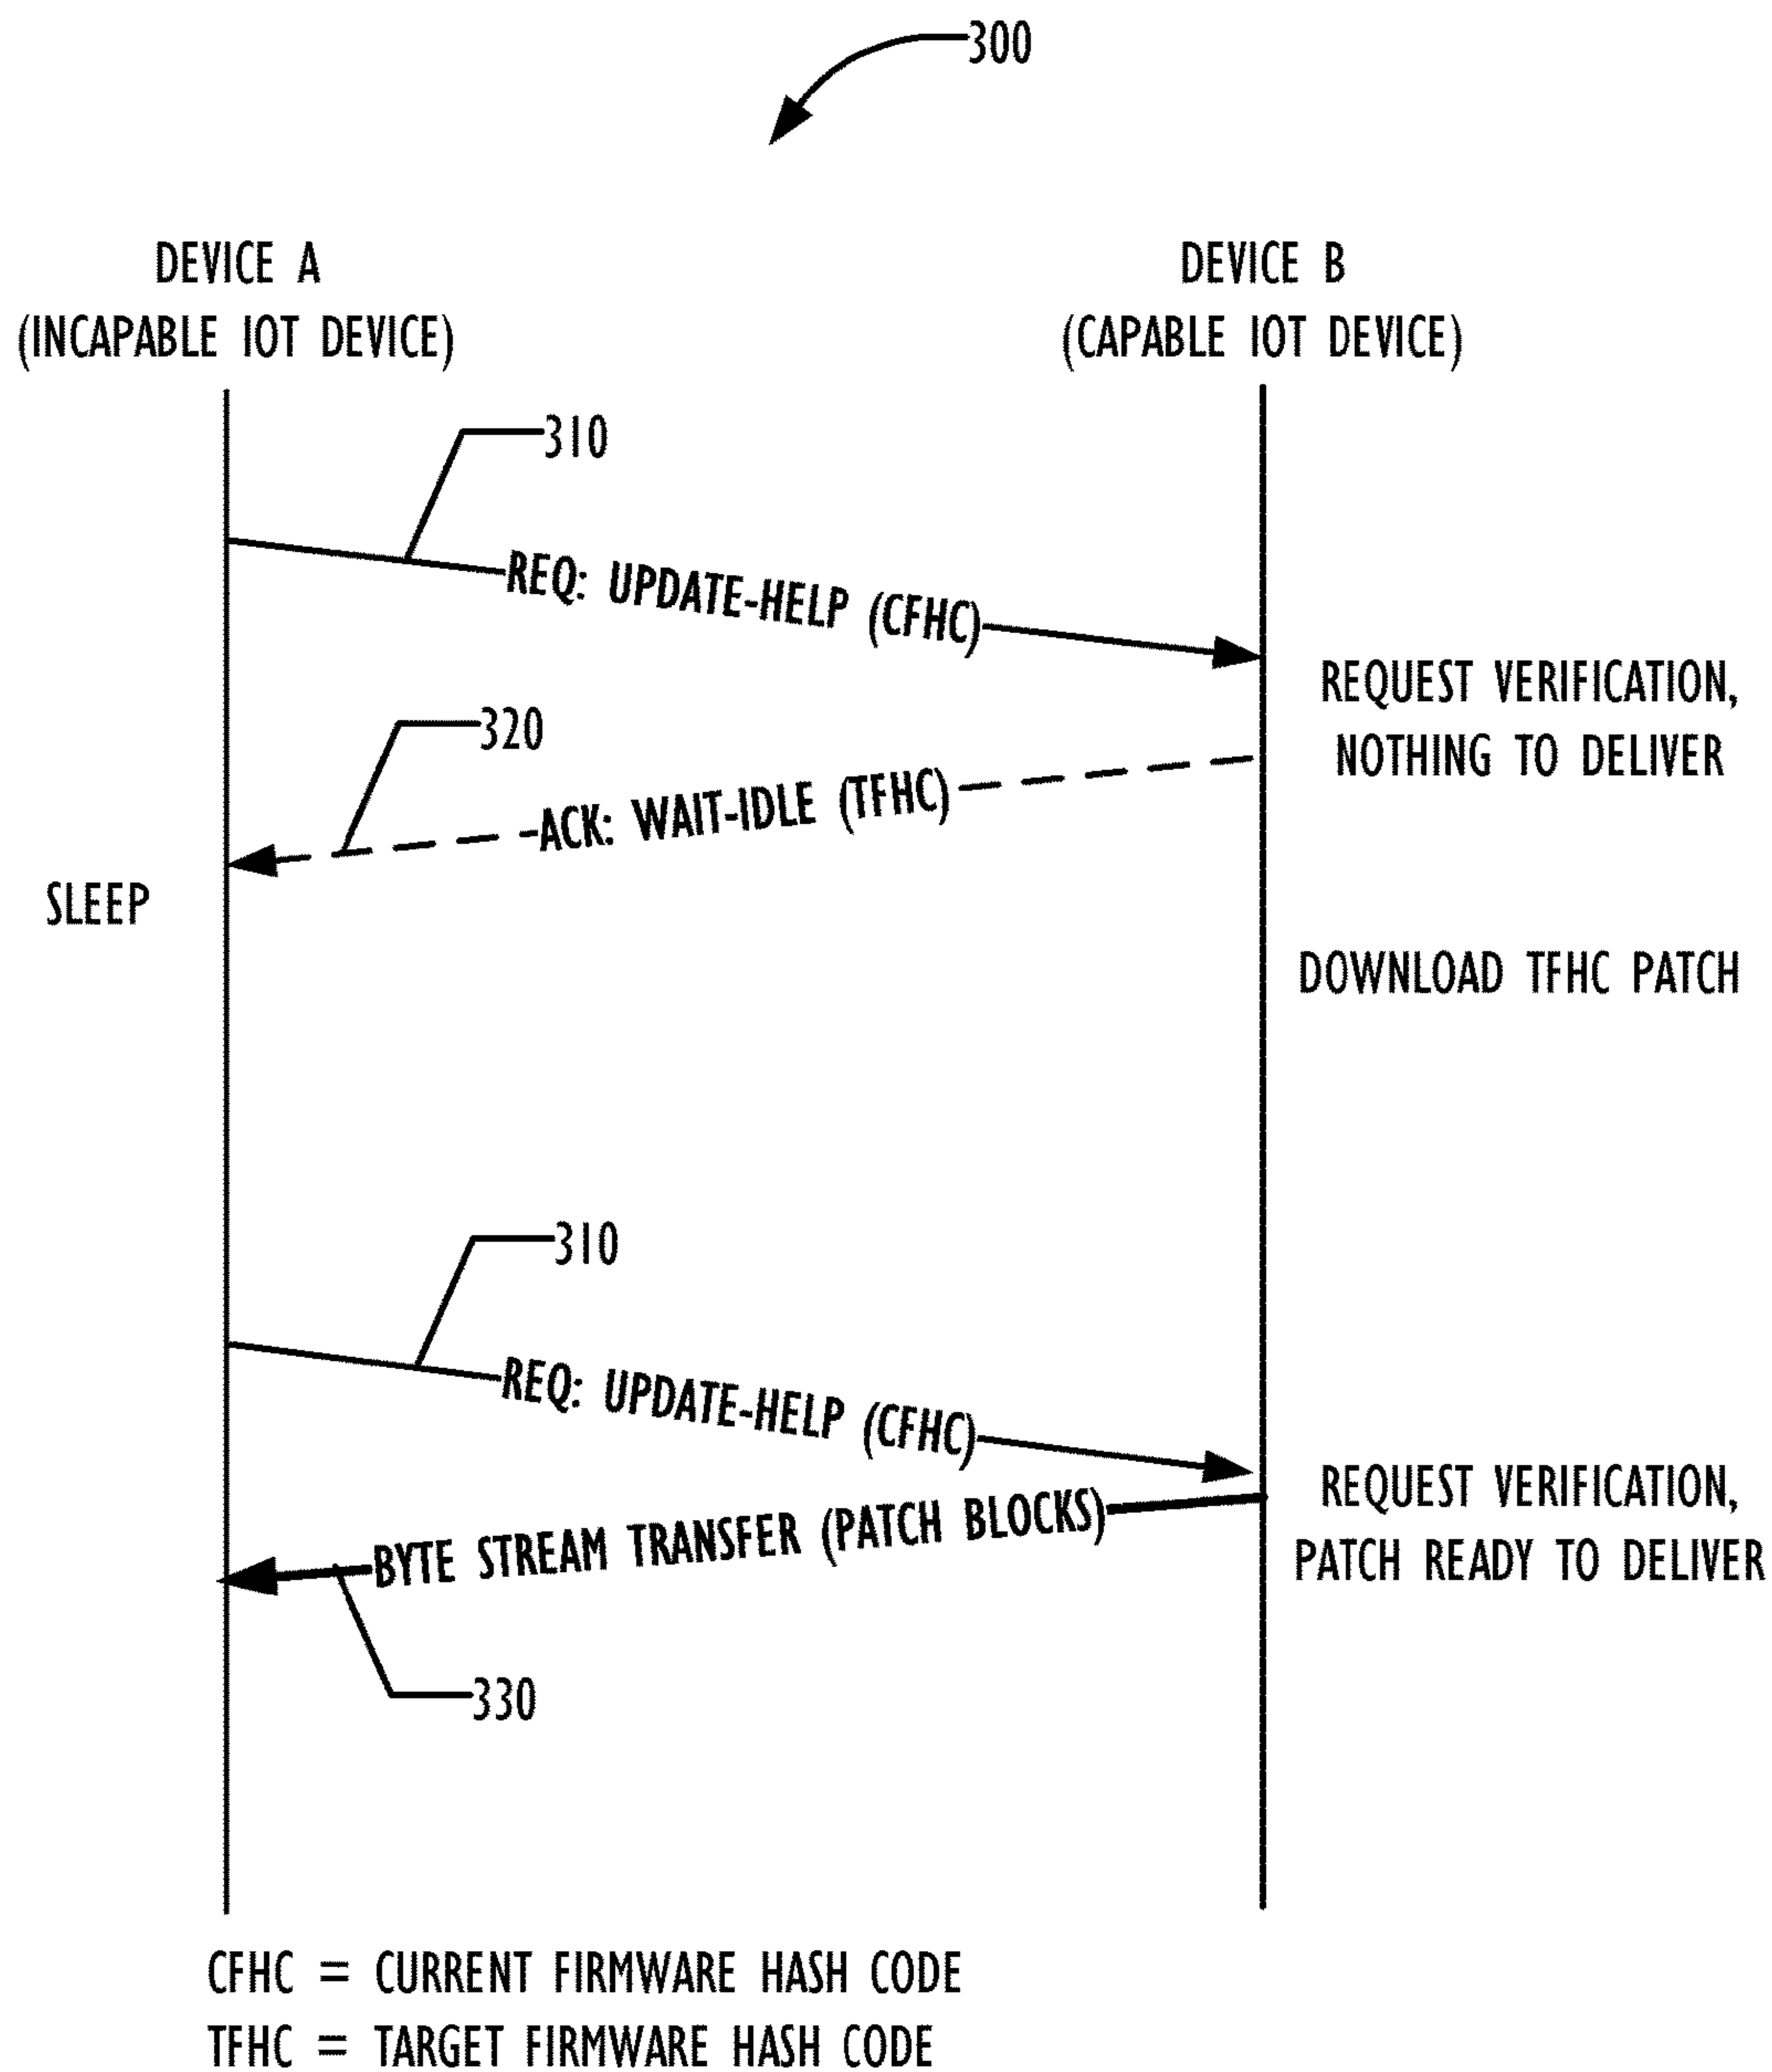 300
DEVICE A
(INCAPABLE IOT DEVICE)
DEVICE B
(CAPABLE IOT DEVICE)
310
REQ: UPDATE-HELP (CFHC)
REQUEST VERIFICATION,
NOTHING TO DELIVER
320
-ACK: WAIT-IDLE (TFHC)
SLEEP
DOWNLOAD TFHC PATCH
310
REQ: UPDATE-HELP (CFHC)
REQUEST VERIFICATION,
PATCH READY TO DELIVER
BYTE STREAM TRANSFER (PATCH BLOCKS)
330
CFHC = CURRENT FIRMWARE HASH CODE
TFHC = TARGET FIRMWARE HASH CODE